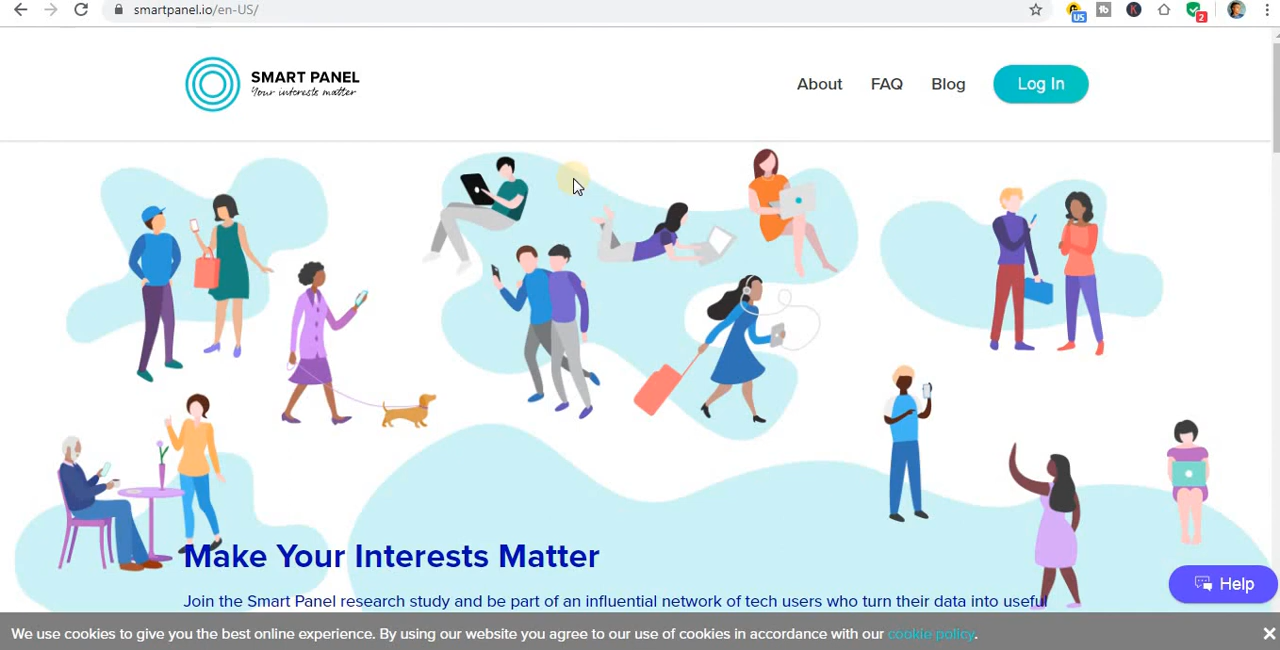 smartpanel.io/en-US/
US
tb
K
2
SMART PANEL
Your interests matter
About
FAQ
Blog
Log In
Make Your Interests Matter
Join the Smart Panel research study and be part of an influential network of tech users who turn their data into useful
Help
We use cookies to give you the best online experience. By using our website you agree to our use of cookies in accordance with our cookie policy.